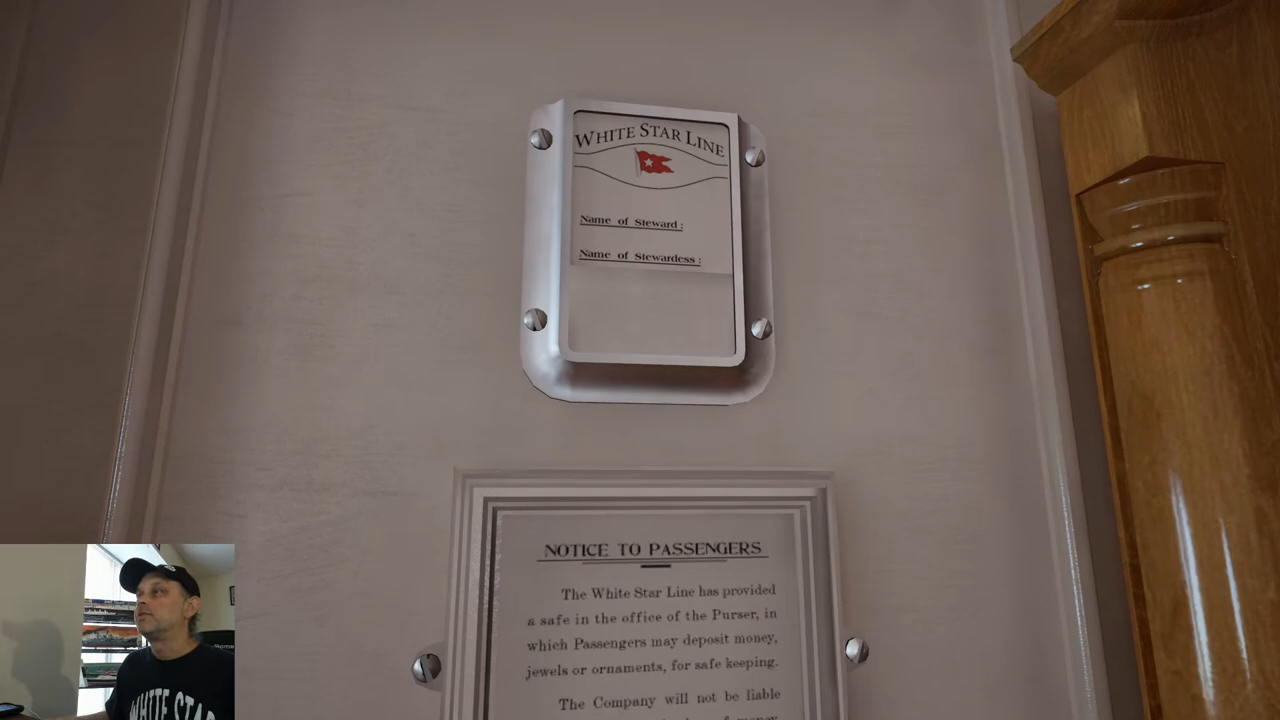 WHITE STAR LINE
Name of Steward :
Name of Stewardess :
NOTICE TO PASSENGERS
The White Star Line has provided
a safe in the office of the Purser, in
which Passengers may deposit money,
jewels or ornaments, for safe keeping.
The Company will not be liable
money
WHITE STAR